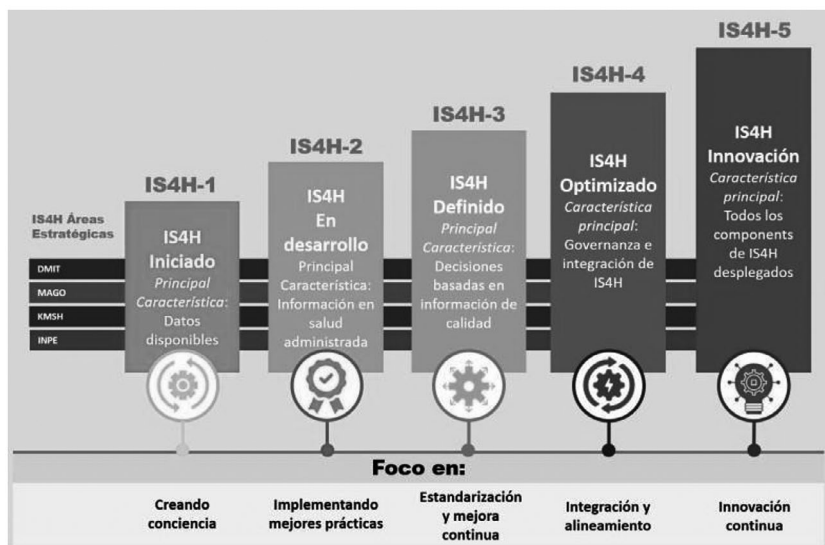 IS4H-1
IS4H-2
IS4H-3
IS4H-4
IS4H-5
IS4H Áreas
Estratégicas
DMIT
MAGO
KMSH
INPE
IS4H
Iniciado
Principal
Característica:
Datos
disponibles
IS4H
En
desarrollo
Principal
Característica:
Información en
salud
administrada
IS4H
Definido
Principal
Característica:
Decisiones
basadas en
información de
calidad
IS4H
Optimizado
Característica
principal:
Governanza e
integración de
IS4H
IS4H
Innovación
Característica
principal:
Todos los
components
de IS4H
desplegados
Foco en:
Creando
conciencia
Implementando
mejores prácticas
Estandarización
y mejora
continua
Integración y
alineamiento
Innovación
continua